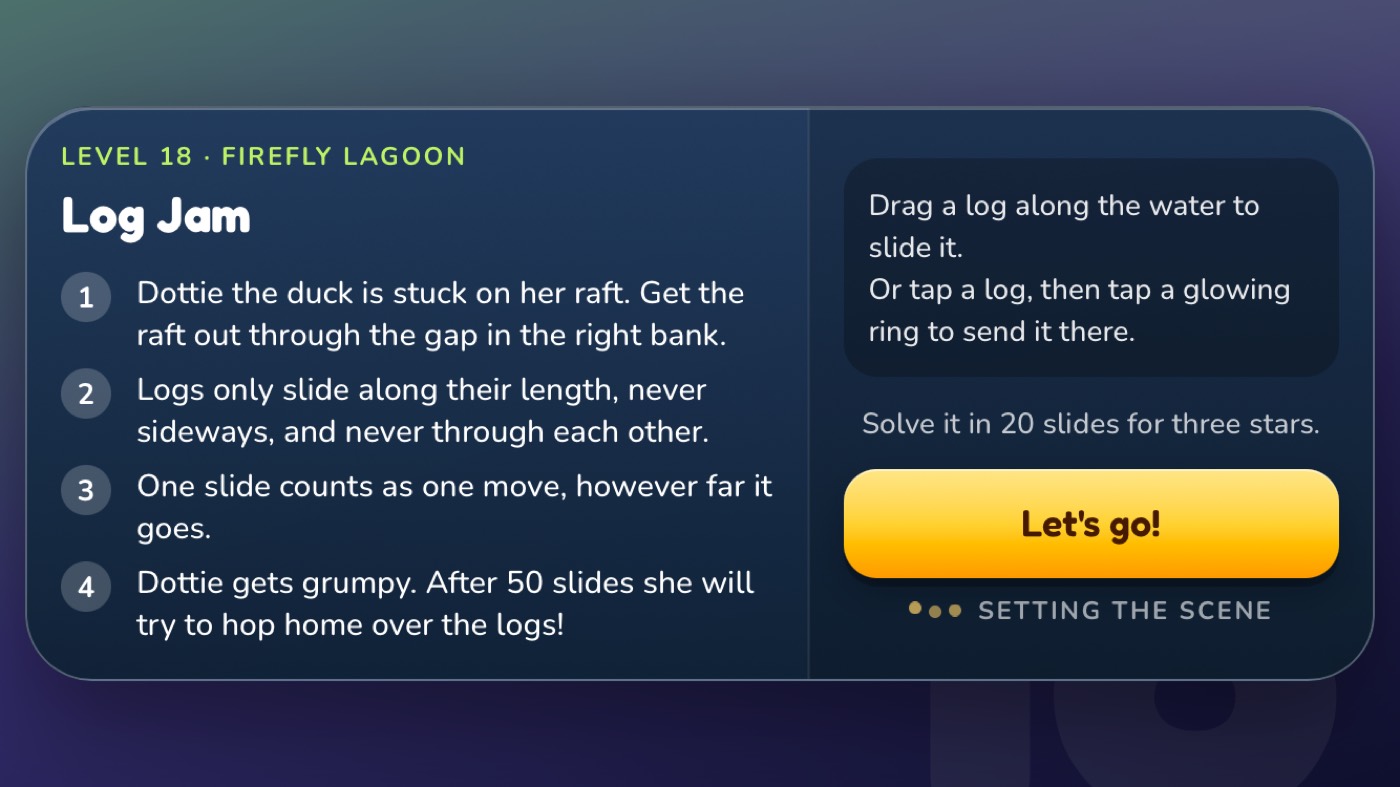 LEVEL 18 · FIREFLY LAGOON
Log Jam
1 Dottie the duck is stuck on her raft. Get the
raft out through the gap in the right bank.
2 Logs only slide along their length, never
sideways, and never through each other.
3 One slide counts as one move, however far it
goes.
4 Dottie gets grumpy. After 50 slides she will
try to hop home over the logs!
Drag a log along the water to
slide it.
Or tap a log, then tap a glowing
ring to send it there.
Solve it in 20 slides for three stars.
Let's go!
SETTING THE SCENE
18